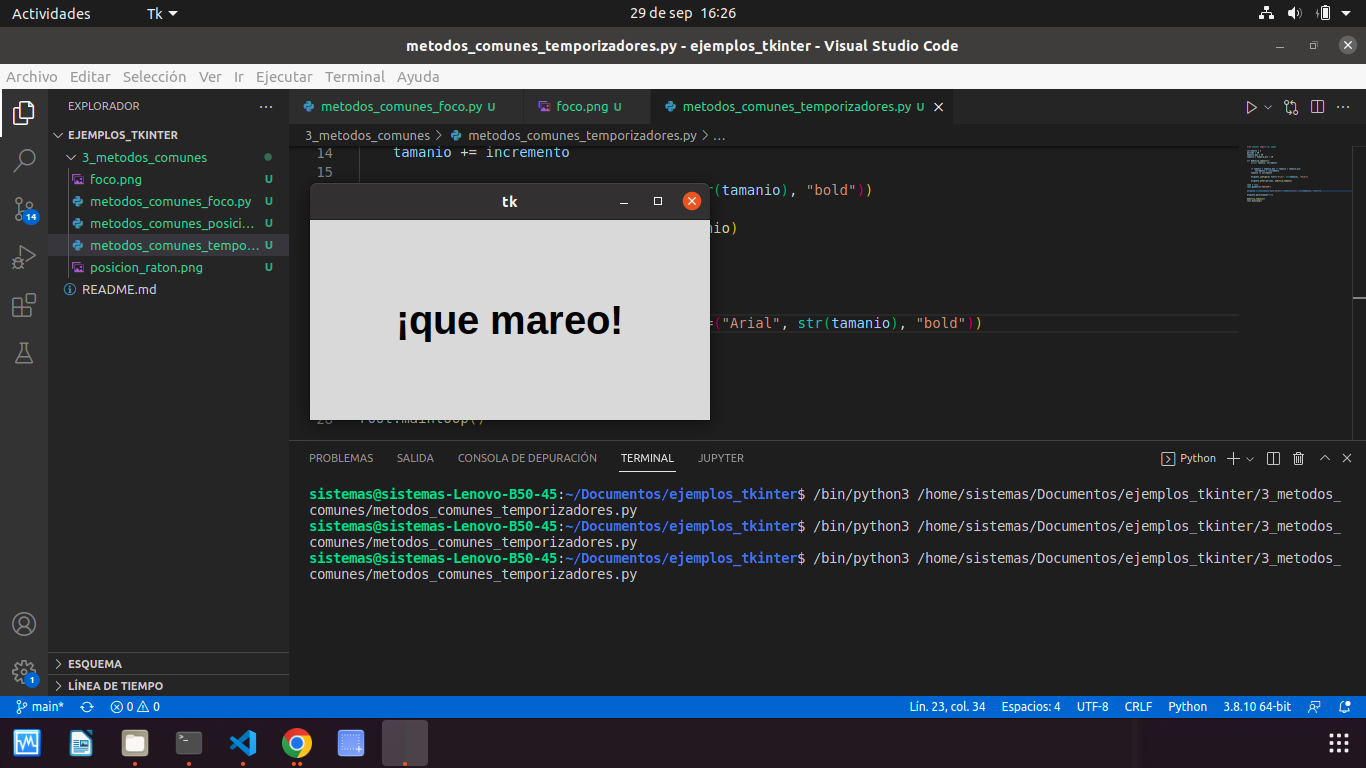 Actividades
Tk
29 de sep 16:26
metodos_comunes_temporizadores.py - ejemplos_tkinter - Visual Studio Code
Archivo Editar Selección Ver Ir Ejecutar Terminal Ayuda
EXPLORADOR
EJEMPLOS_TKINTER
3_metodos_comunes
foco.png U
metodos_comunes_foco.py U
metodos_comunes_posici... U
metodos_comunes_tempo... U
posicion_raton.png U
README.md
ESQUEMA
LÍNEA DE TIEMPO
14
1
metodos_comunes_foco.py U
foco.png U
metodos_comunes_temporizadores.py U
3_metodos_comunes > metodos_comunes_temporizadores.py > ...
14 tamanio += incremento
15
(tamanio), "bold"))
io)
=("Arial", str(tamanio), "bold"))
root.mainloop()
tk
¡que mareo!
PROBLEMAS SALIDA CONSOLA DE DEPURACIÓN TERMINAL JUPYTER
Python
sistemas@sistemas-Lenovo-B50-45:~/Documentos/ejemplos_tkinter$ /bin/python3 /home/sistemas/Documentos/ejemplos_tkinter/3_metodos_
comunes/metodos_comunes_temporizadores.py
sistemas@sistemas-Lenovo-B50-45:~/Documentos/ejemplos_tkinter$ /bin/python3 /home/sistemas/Documentos/ejemplos_tkinter/3_metodos_
comunes/metodos_comunes_temporizadores.py
sistemas@sistemas-Lenovo-B50-45:~/Documentos/ejemplos_tkinter$ /bin/python3 /home/sistemas/Documentos/ejemplos_tkinter/3_metodos_
comunes/metodos_comunes_temporizadores.py
main* 0 0
Lín. 23, col. 34 Espacios: 4 UTF-8 CRLF Python 3.8.10 64-bit